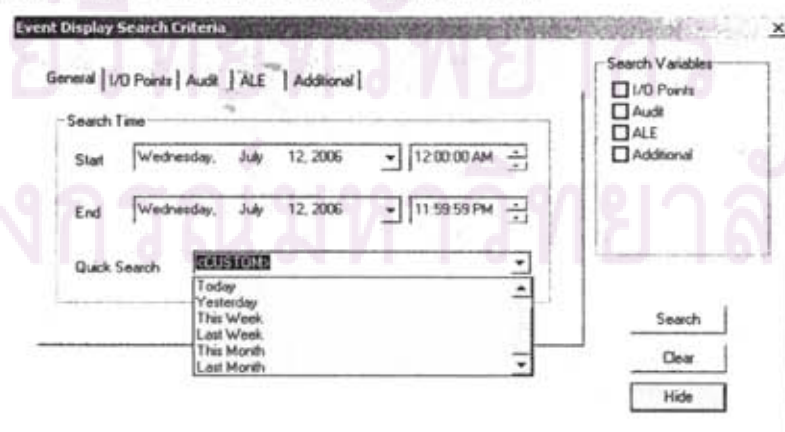 Event Display Search Criteria
General I/O Points Audit ALE Additional
Search Time
Start Wednesday, July 12, 2006 12:00:00 AM
End Wednesday, July 12, 2006 11:59:59 PM
Quick Search <CUSTOM>
Today
Yesterday
This Week
Last Week
This Month
Last Month
Search Variables
I/O Points
Audit
ALE
Additional
Search
Clear
Hide